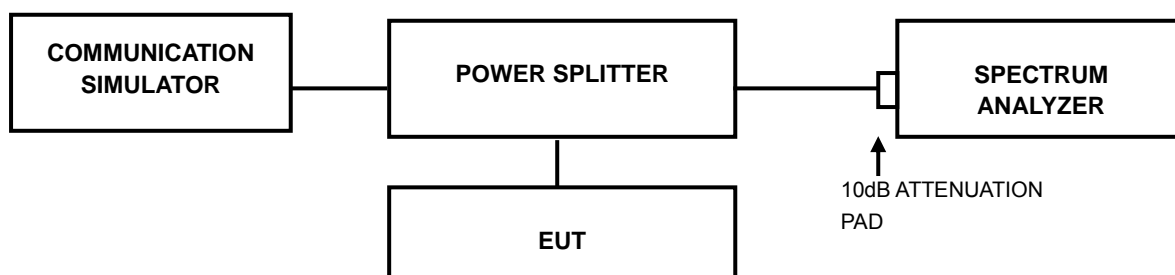 COMMUNICATION
SIMULATOR
POWER SPLITTER
SPECTRUM
ANALYZER
10dB ATTENUATION
PAD
EUT